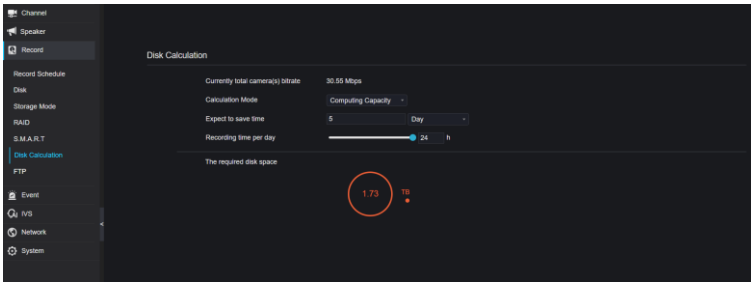 Channel
Speaker
Record
Record Schedule
Disk
Storage Mode
RAID
S.M.A.R.T
Disk Calculation
FTP
Event
IVS
Network
System
Disk Calculation
Currently total camera(s) bitrate 30.55 Mbps
Calculation Mode Computing Capacity
Expect to save time 5 Day
Recording time per day 24 h
The required disk space
1.73 TB